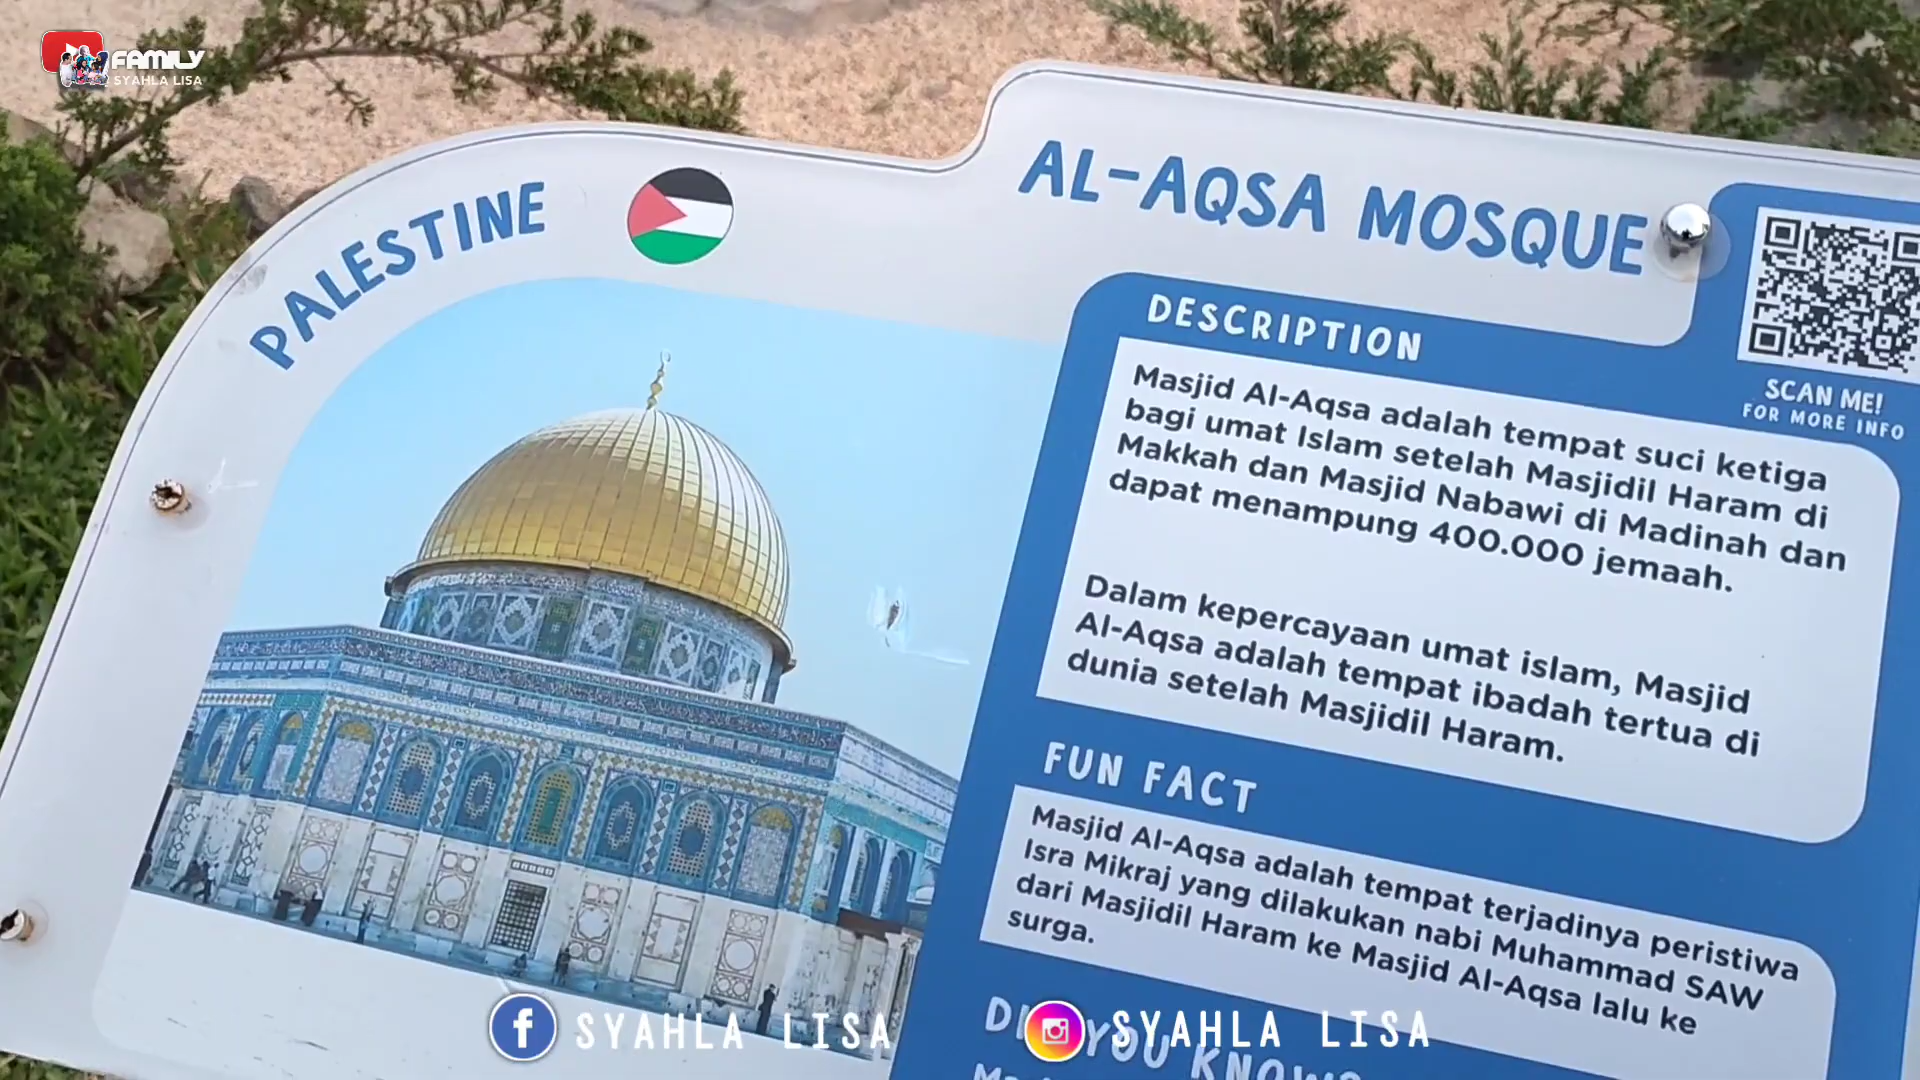 FAMILY
SYAHLA LISA
PALESTINE
AL-AQSA MOSQUE
SCAN ME!
FOR MORE INFO
DESCRIPTION
Masjid Al-Aqsa adalah tempat suci ketiga
bagi umat Islam setelah Masjidil Haram di
Makkah dan Masjid Nabawi di Madinah dan
dapat menampung 400.000 jemaah.
Dalam kepercayaan umat islam, Masjid
Al-Aqsa adalah tempat ibadah tertua di
dunia setelah Masjidil Haram.
FUN FACT
Masjid Al-Aqsa adalah tempat terjadinya peristiwa
Isra Mikraj yang dilakukan nabi Muhammad SAW
dari Masjidil Haram ke Masjid Al-Aqsa lalu ke
surga.
YOU KNOW?
SYAHLA LISA
SYAHLA LISA